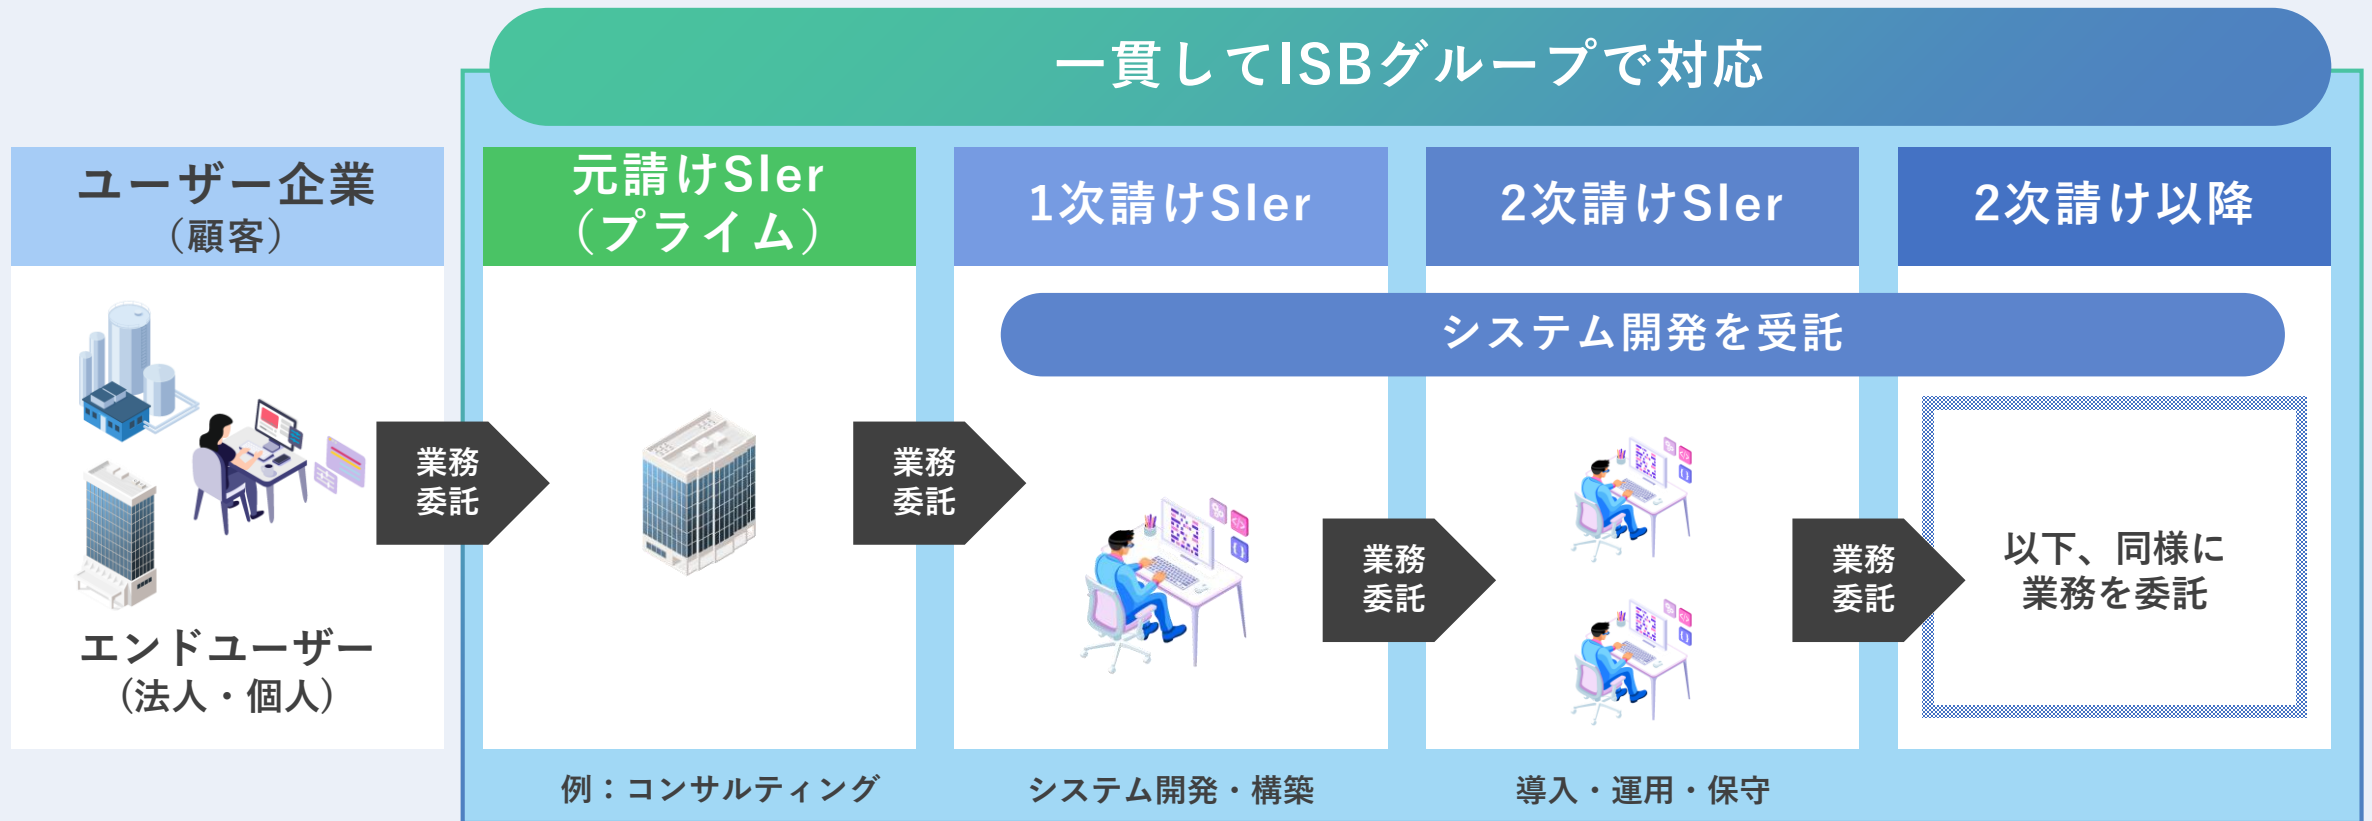 一貫してISBグループで対応
ユーザー企業
（顧客）
元請けSIer
（プライム）
1次請けSIer
2次請けSIer
2次請け以降
システム開発を受託
業務
委託
業務
委託
業務
委託
業務
委託
以下、同様に
業務を委託
エンドユーザー
（法人・個人）
例：コンサルティング
システム開発・構築
導入・運用・保守